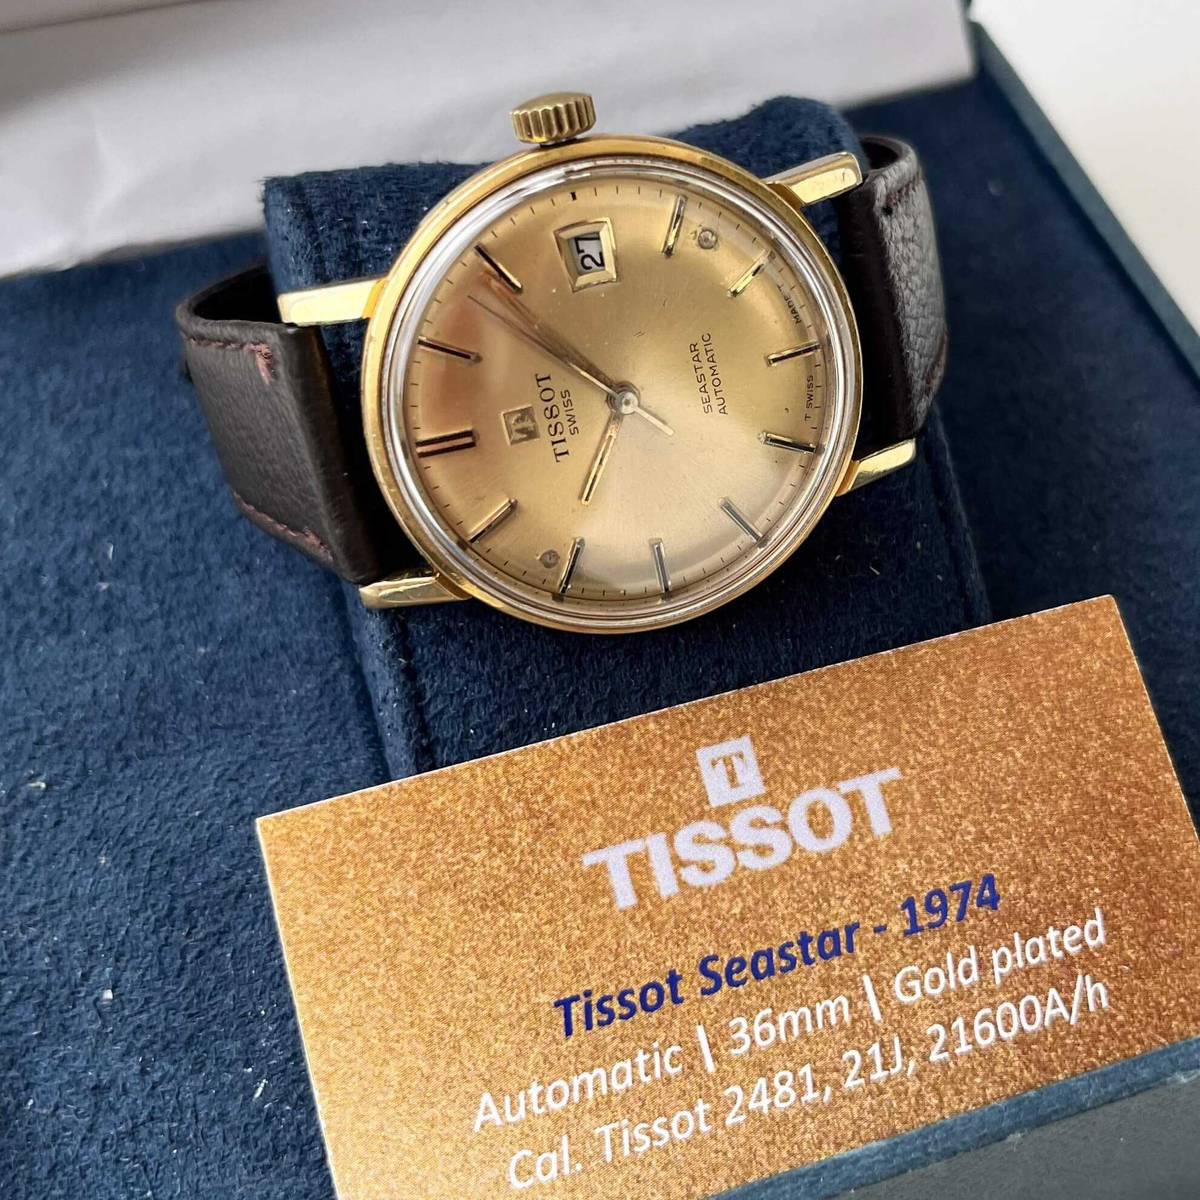 27
TISSOT
SWISS
SEASTAR
AUTOMATIC
T SWISS
MADE T
T
TISSOT
Tissot Seastar - 1974
Automatic | 36mm | Gold plated
Cal. Tissot 2481, 21J, 21600A/h